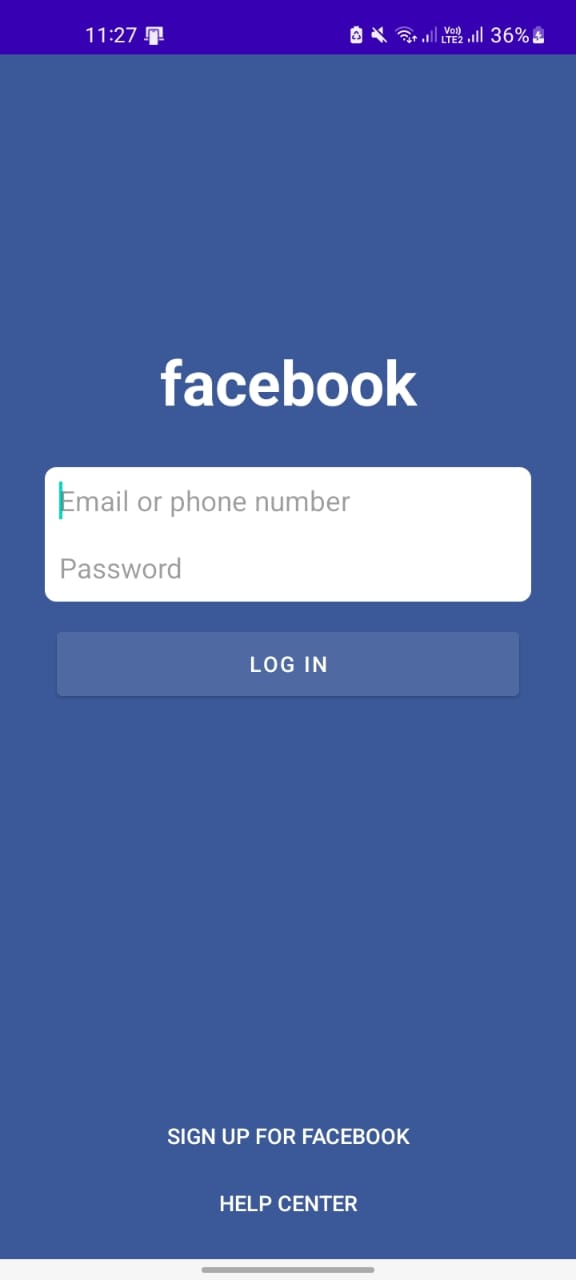 11:27 Vo)) LTE2 36%
facebook
Email or phone number
Password
LOG IN
SIGN UP FOR FACEBOOK
HELP CENTER